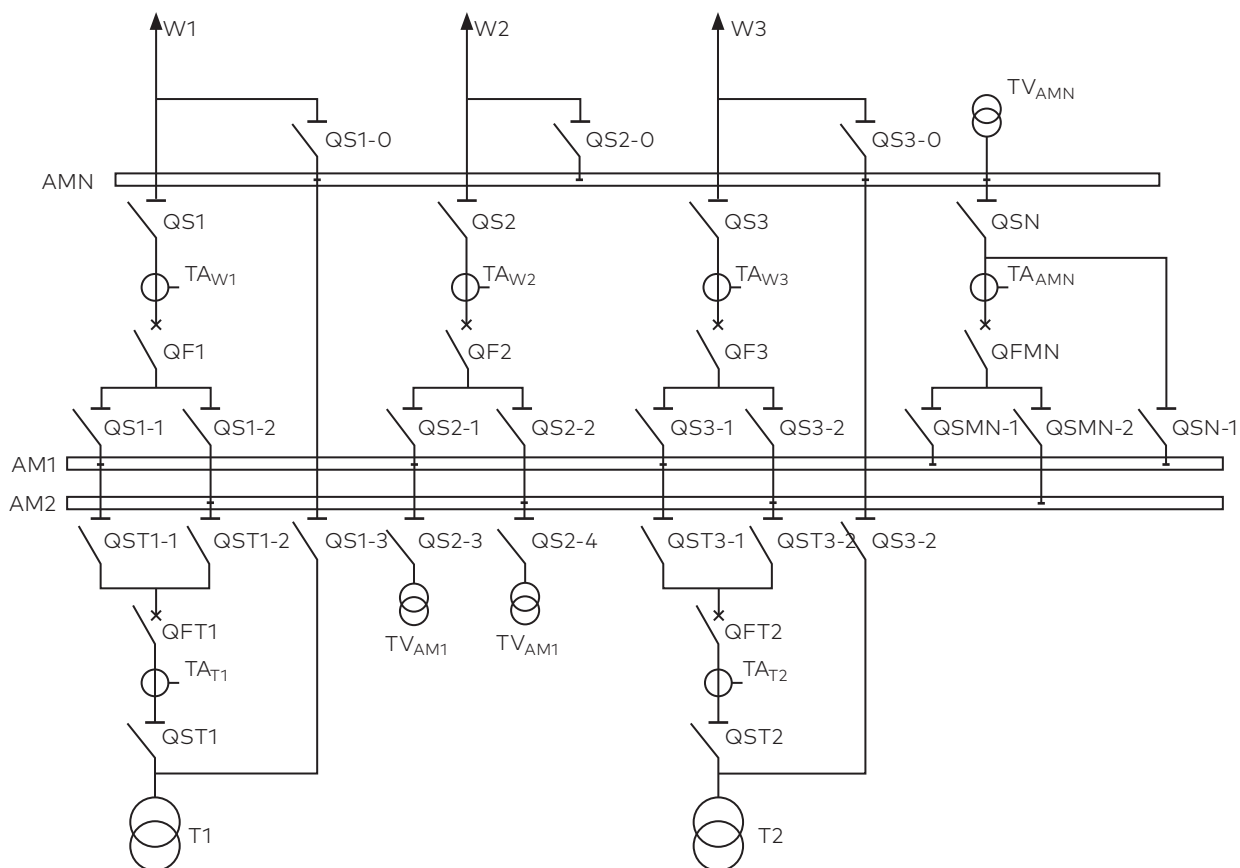 W1
W2
W3
TVAMN
QS1-0
QS2-0
QS3-0
AMN
QS1
QS2
QS3
QSN
TAW1
TAW2
TAW3
TAAMN
QF1
QF2
QF3
QFMN
QS1-1
QS1-2
QS2-1
QS2-2
QS3-1
QS3-2
QSMN-1
QSMN-2
QSN-1
AM1
AM2
QST1-1
QST1-2
QS1-3
QS2-3
QS2-4
QST3-1
QST3-2
QS3-2
QFT1
TVAM1
TVAM1
QFT2
TAT1
TAT2
QST1
QST2
T1
T2